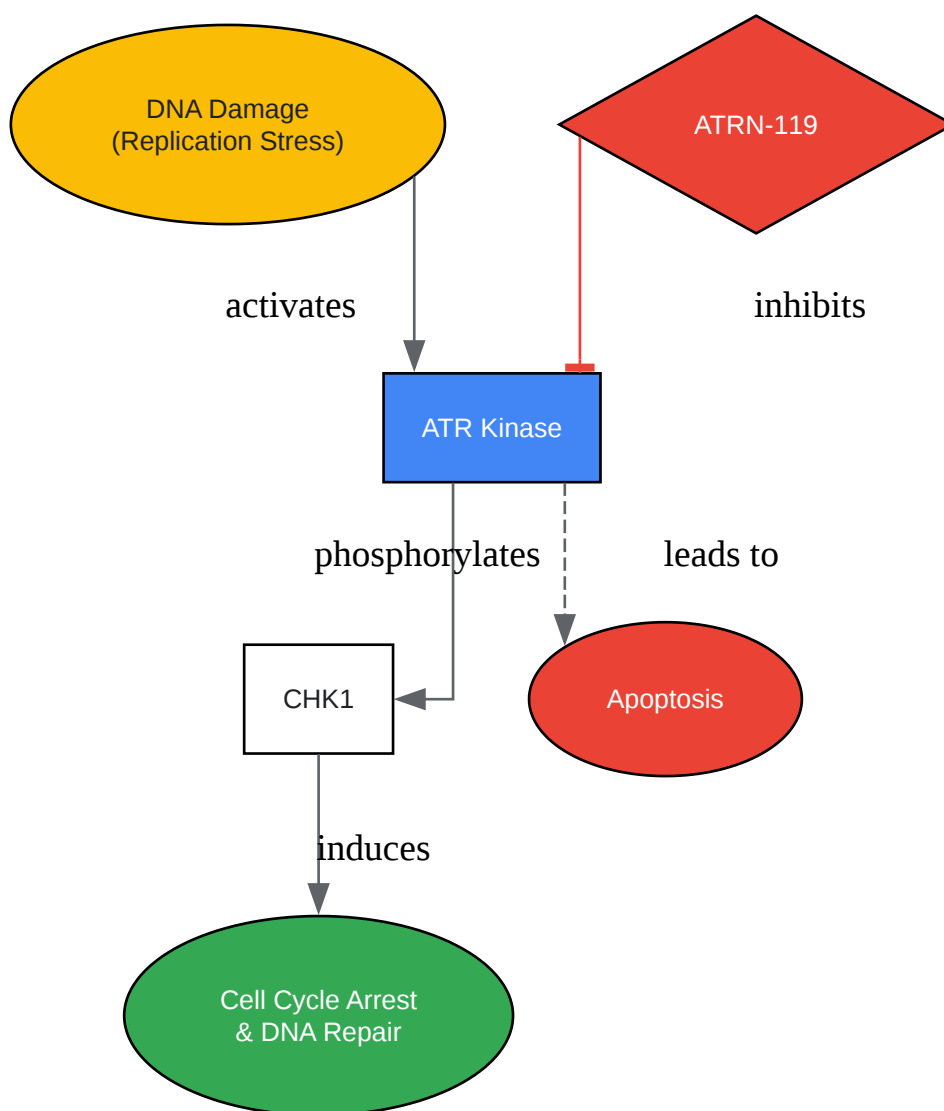 DNA Damage
(Replication Stress)
ATRN-119
activates
inhibits
ATR Kinase
phosphorylates
leads to
CHK1
Apoptosis
induces
Cell Cycle Arrest
& DNA Repair